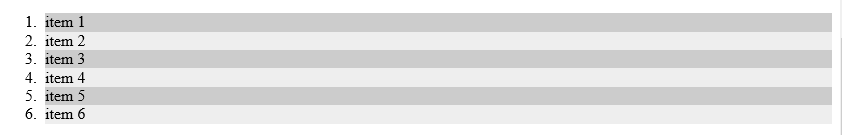 1. item 1
2. item 2
3. item 3
4. item 4
5. item 5
6. item 6